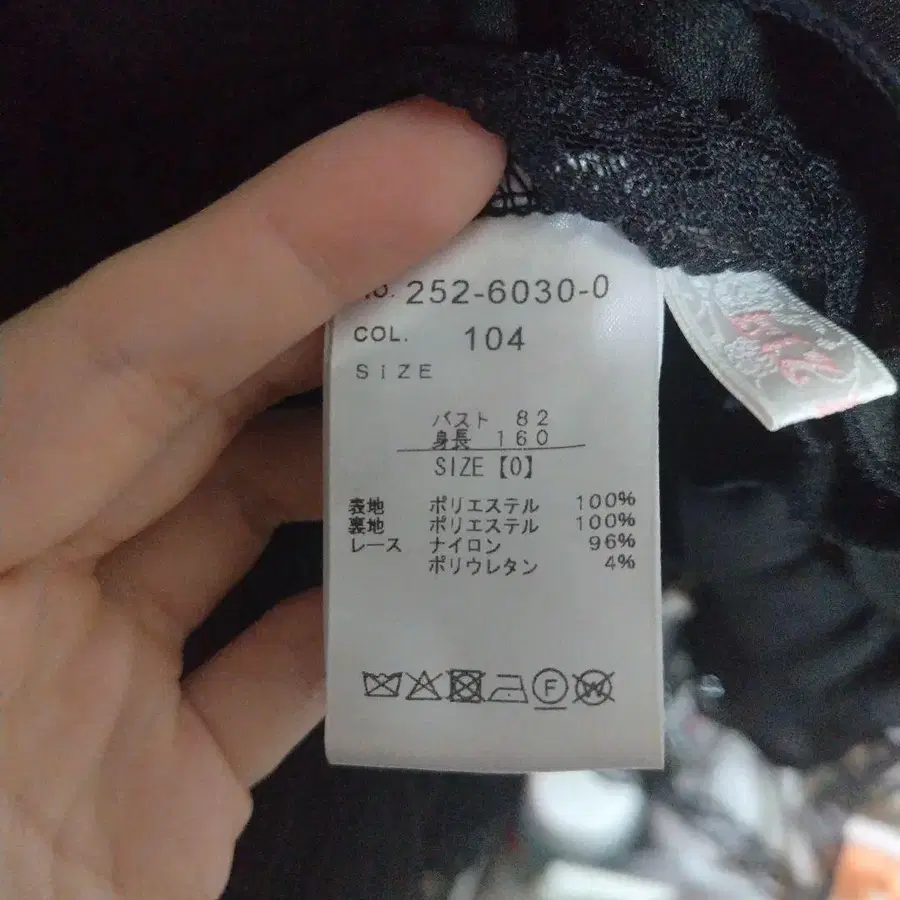 No. 252-6030-0
COL. 104
SIZE
バスト 82
身長 160
SIZE【0】
表地 ポリエステル 100%
裏地 ポリエステル 100%
レース ナイロン 96%
ポリウレタン 4%
F W